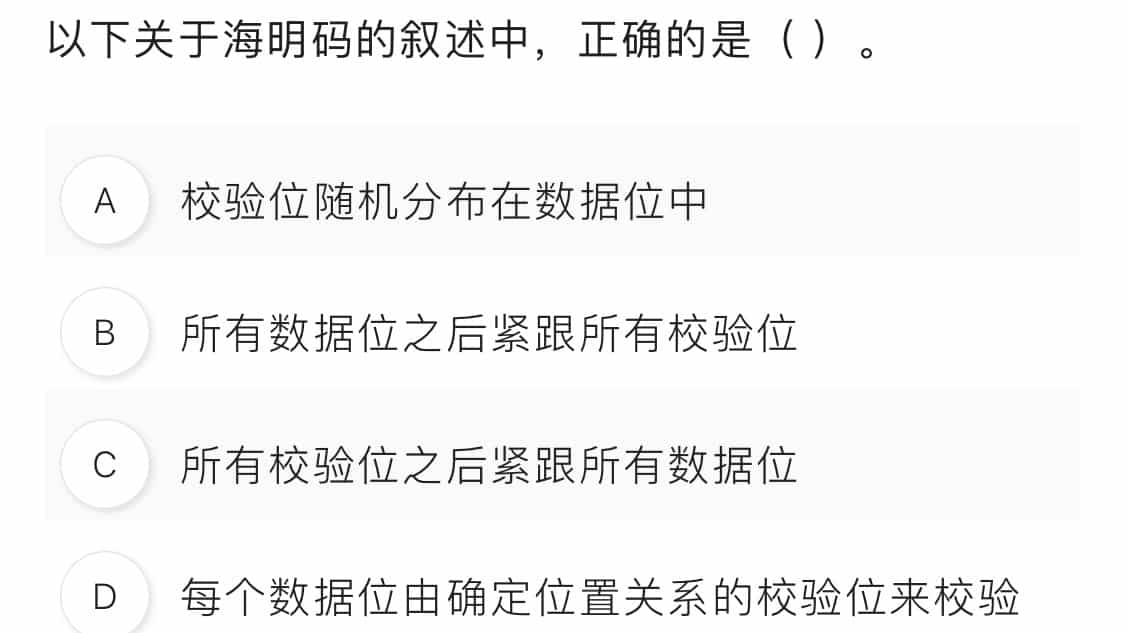 以下关于海明码的叙述中，正确的是（ ）。
A 校验位随机分布在数据位中
B 所有数据位之后紧跟所有校验位
C 所有校验位之后紧跟所有数据位
D 每个数据位由确定位置关系的校验位来校验